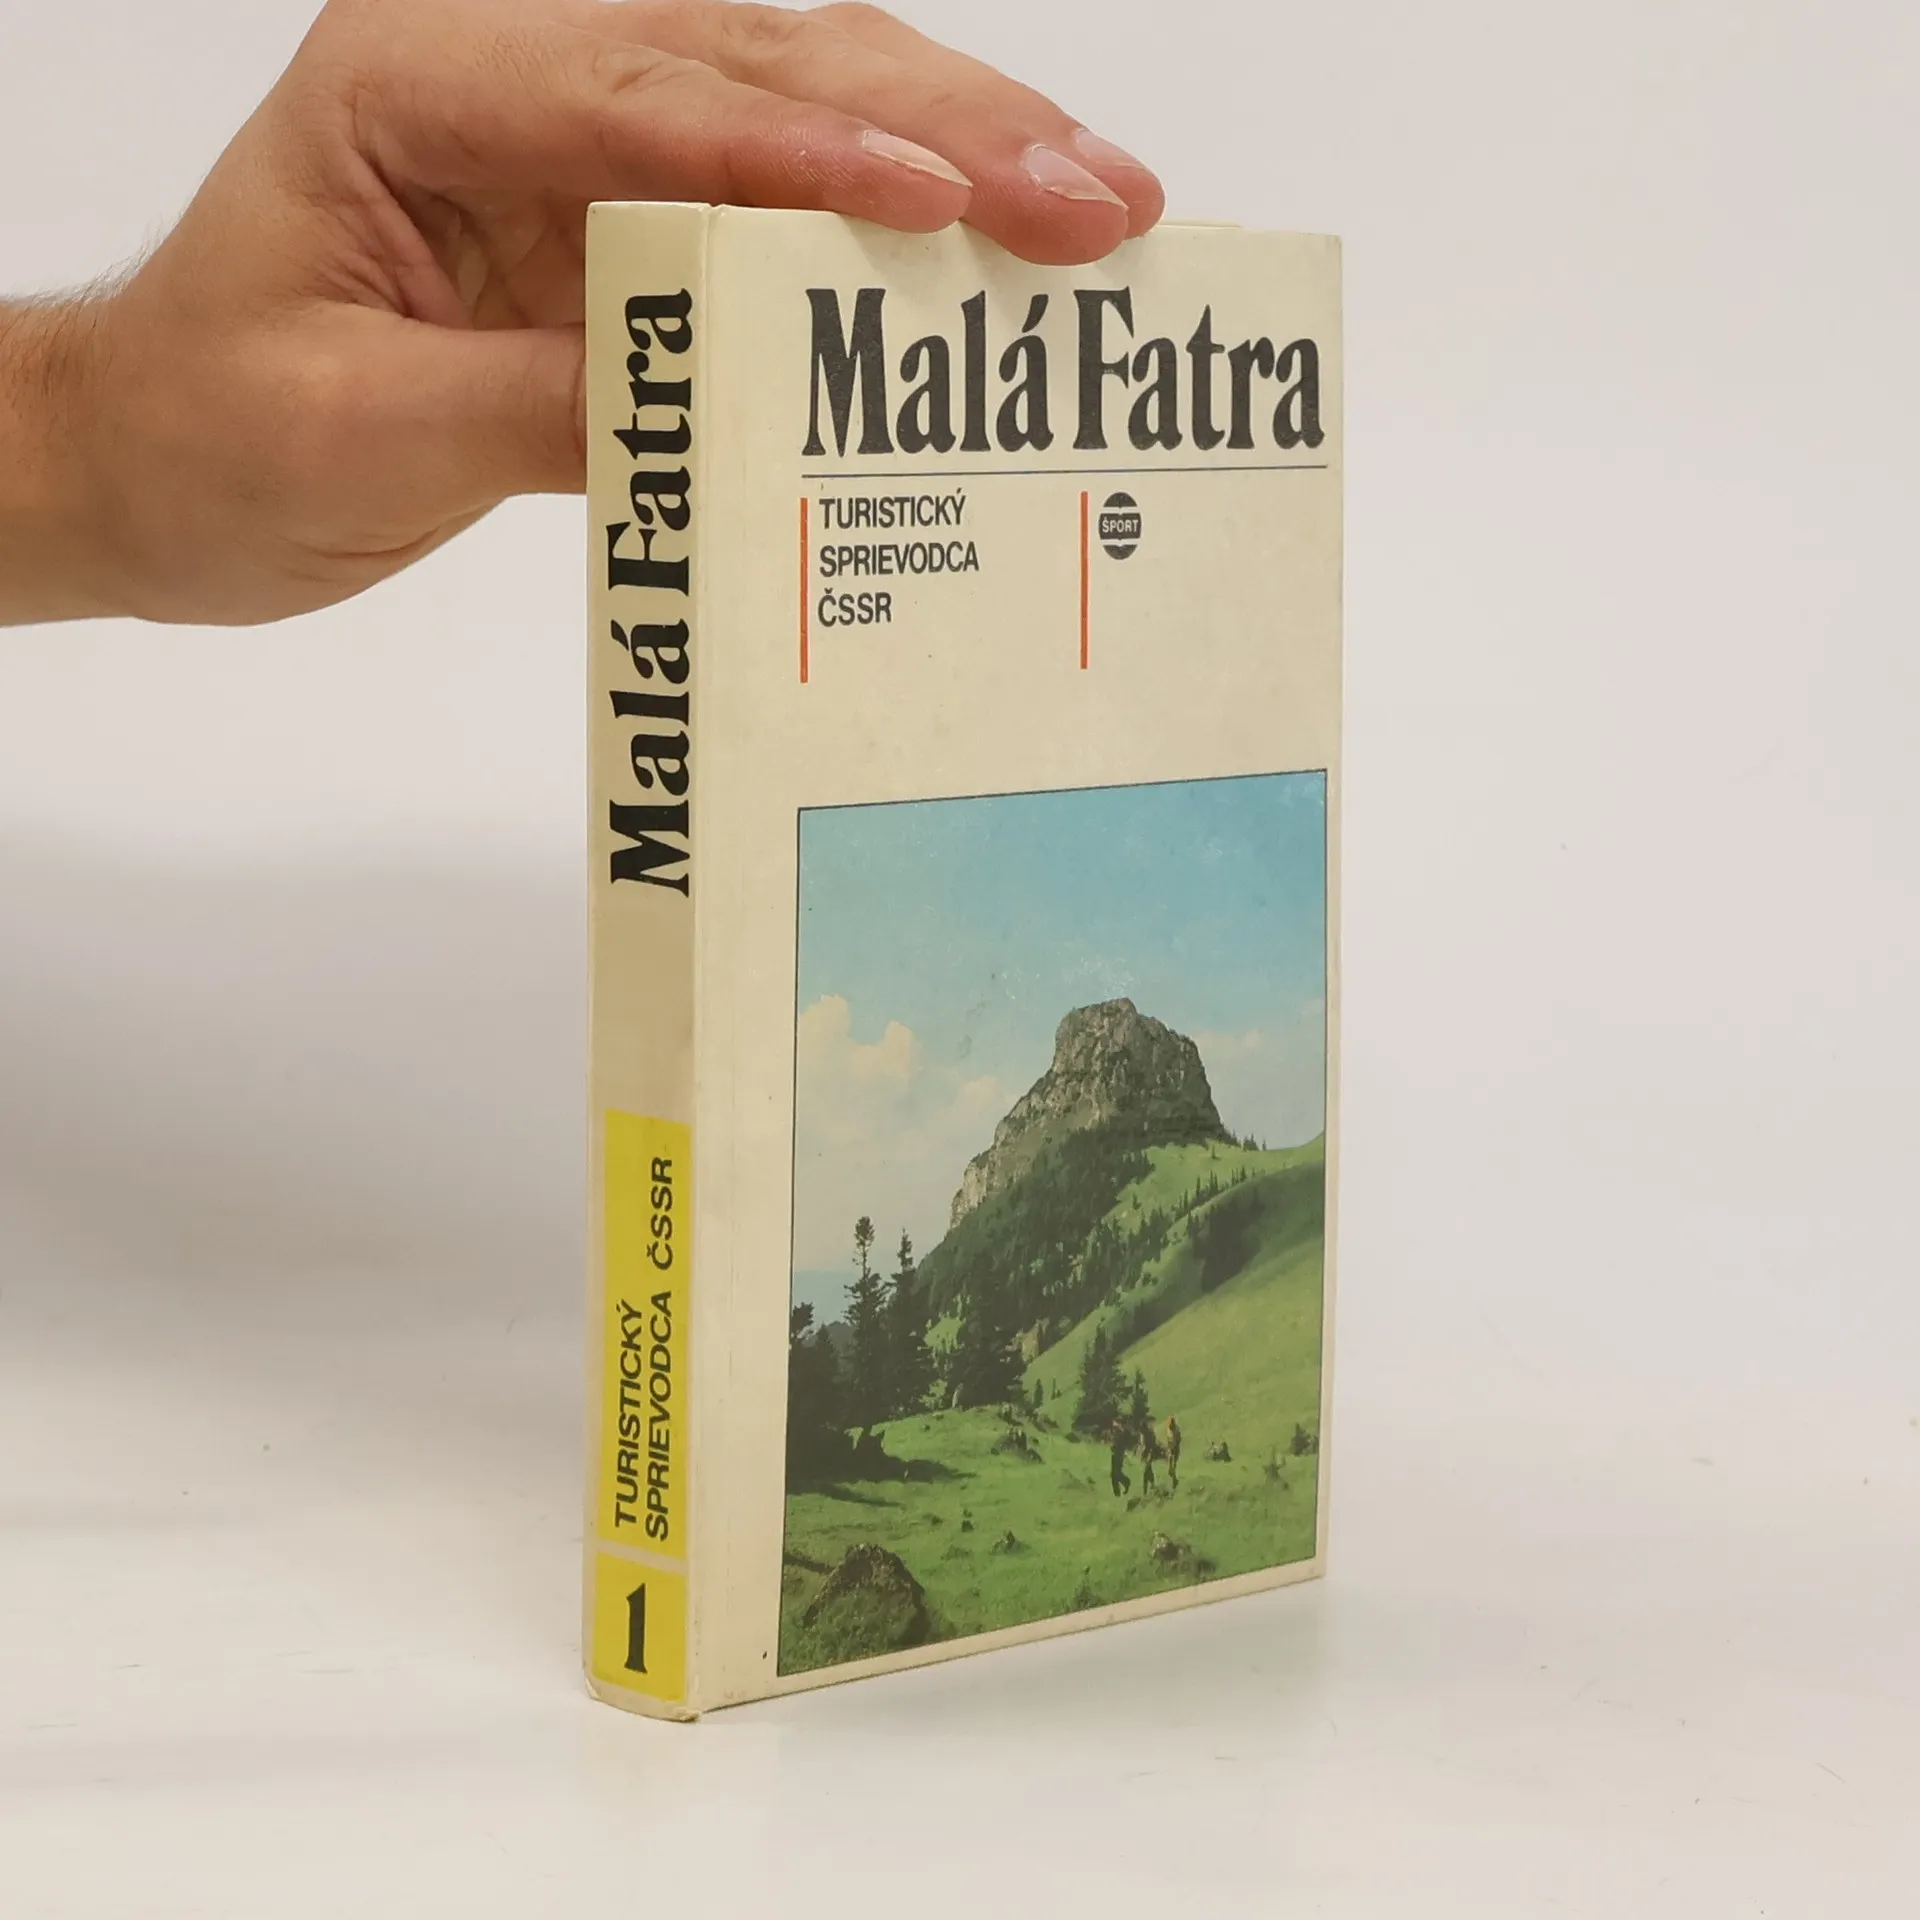 Malá Fatra
TURISTICKÝ
SPRIEVODCA
ČSSR
ŠPORT
Malá Fatra
TURISTICKÝ
SPRIEVODCA ČSSR
1